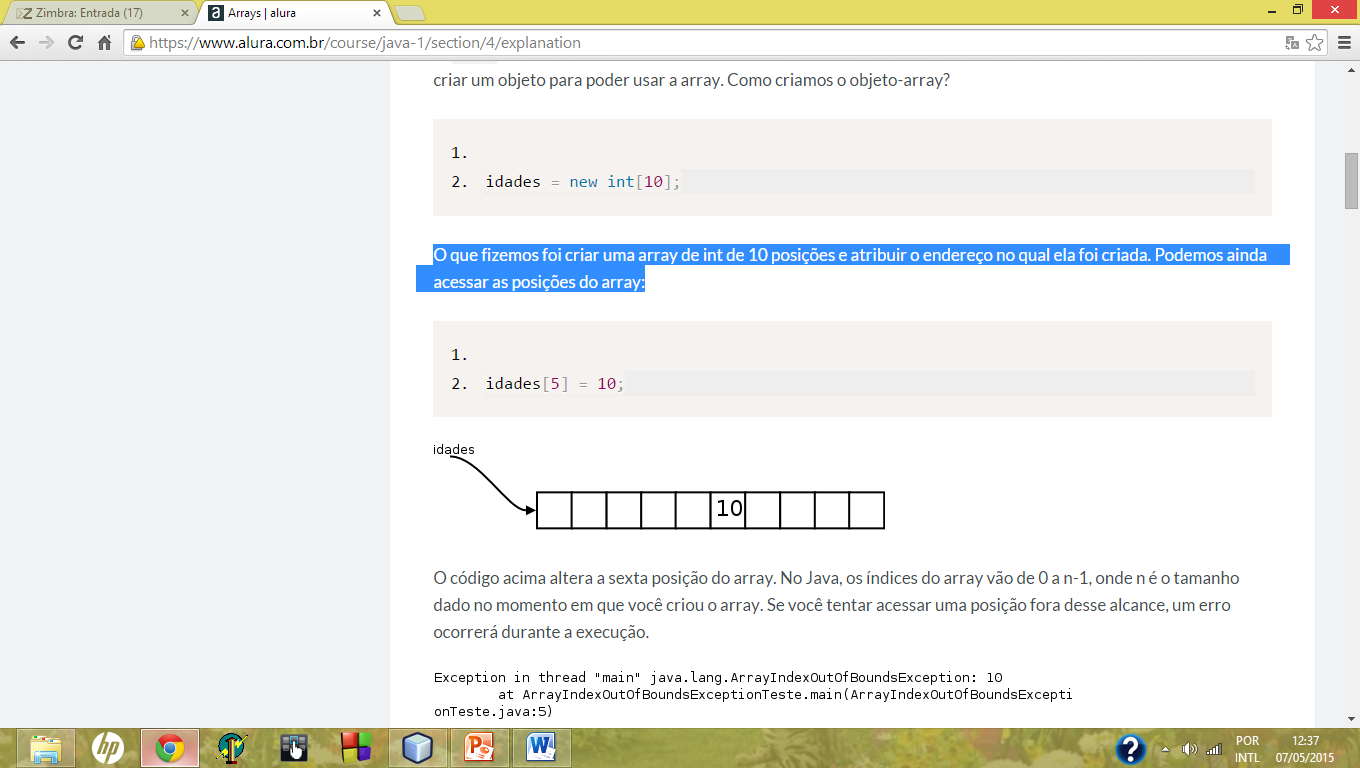 Zimbra: Entrada (17)
Arrays | alura
https://www.alura.com.br/course/java-1/section/4/explanation
criar um objeto para poder usar a array. Como criamos o objeto-array?
1.
2. idades = new int[10];
O que fizemos foi criar uma array de int de 10 posições e atribuir o endereço no qual ela foi criada. Podemos ainda
acessar as posições do array:
1.
2. idades[5] = 10;
idades
10
O código acima altera a sexta posição do array. No Java, os índices do array vão de 0 a n-1, onde n é o tamanho
dado no momento em que você criou o array. Se você tentar acessar uma posição fora desse alcance, um erro
ocorrerá durante a execução.
Exception in thread "main" java.lang.ArrayIndexOutOfBoundsException: 10
at ArrayIndexOutOfBoundsExceptionTeste.main(ArrayIndexOutOfBoundsExcepti
onTeste.java:5)
POR
INTL
12:37
07/05/2015